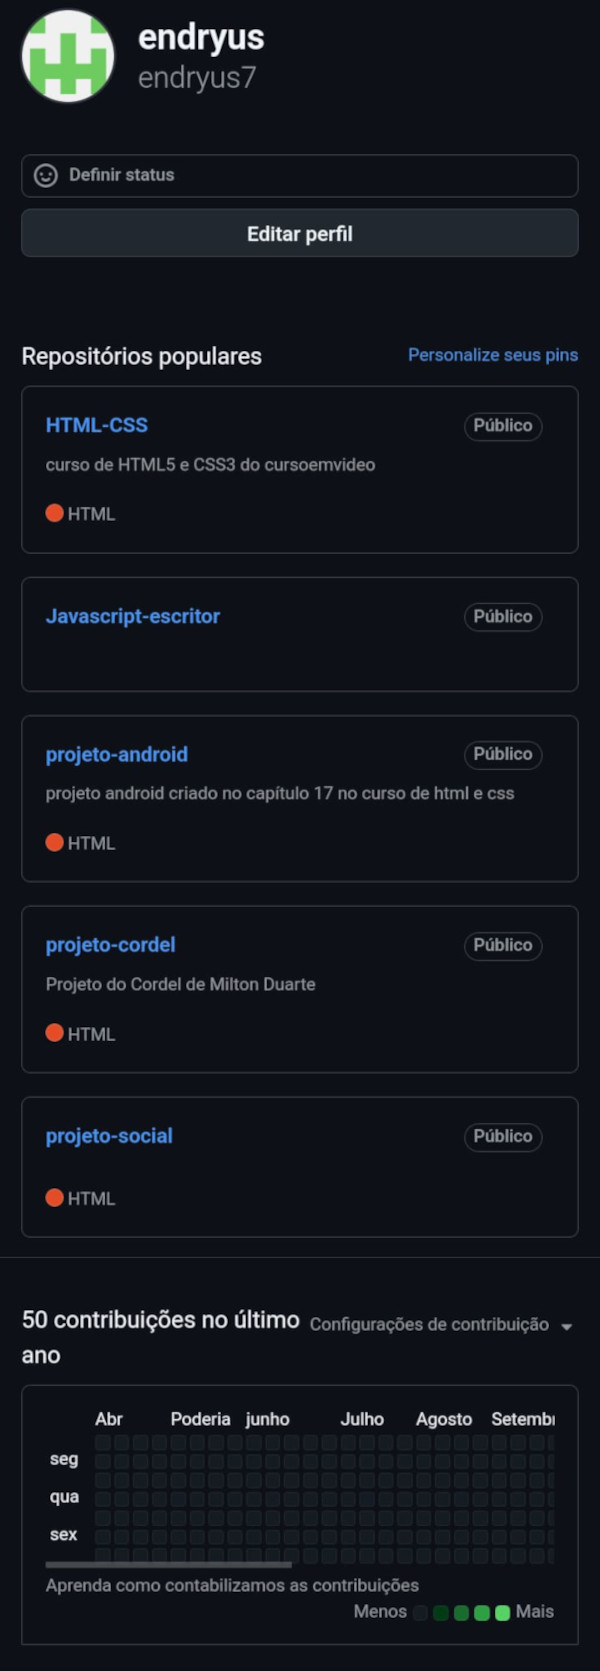 endryus
endryus7
Definir status
Editar perfil
Repositórios populares Personalize seus pins
HTML-CSS Público
curso de HTML5 e CSS3 do cursoemvideo
HTML
Javascript-escritor Público
projeto-android Público
projeto android criado no capítulo 17 no curso de html e css
HTML
projeto-cordel Público
Projeto do Cordel de Milton Duarte
HTML
projeto-social Público
HTML
50 contribuições no último Configurações de contribuição
ano
Abr Poderia junho Julho Agosto Setembr
seg
qua
sex
Aprenda como contabilizamos as contribuições
Menos Mais